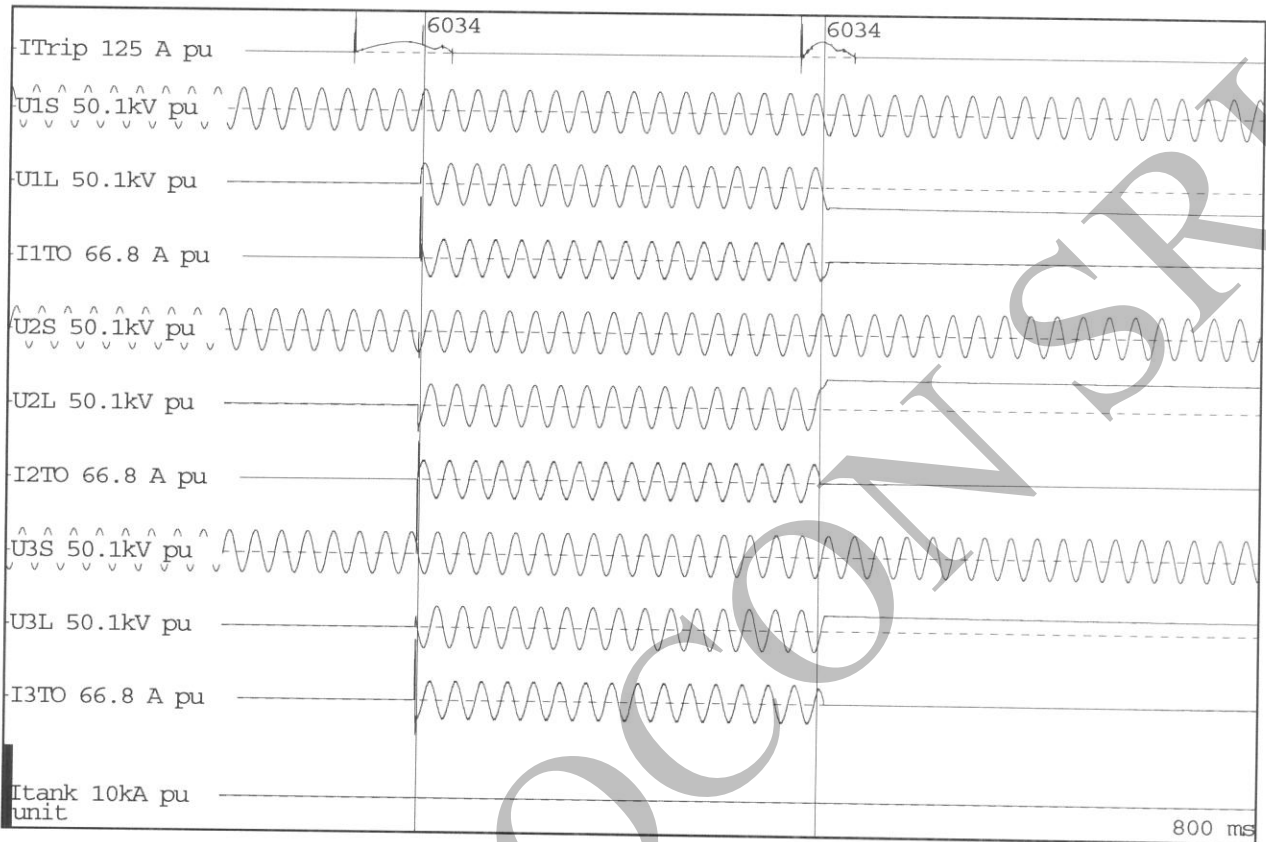 6034 6034
ITrip 125 A pu
U1S 50.1kV pu
U1L 50.1kV pu
I1TO 66.8 A pu
U2S 50.1kV pu
U2L 50.1kV pu
I2TO 66.8 A pu
U3S 50.1kV pu
U3L 50.1kV pu
I3TO 66.8 A pu
Itank 10kA pu
unit
800 ms
OCON SRL